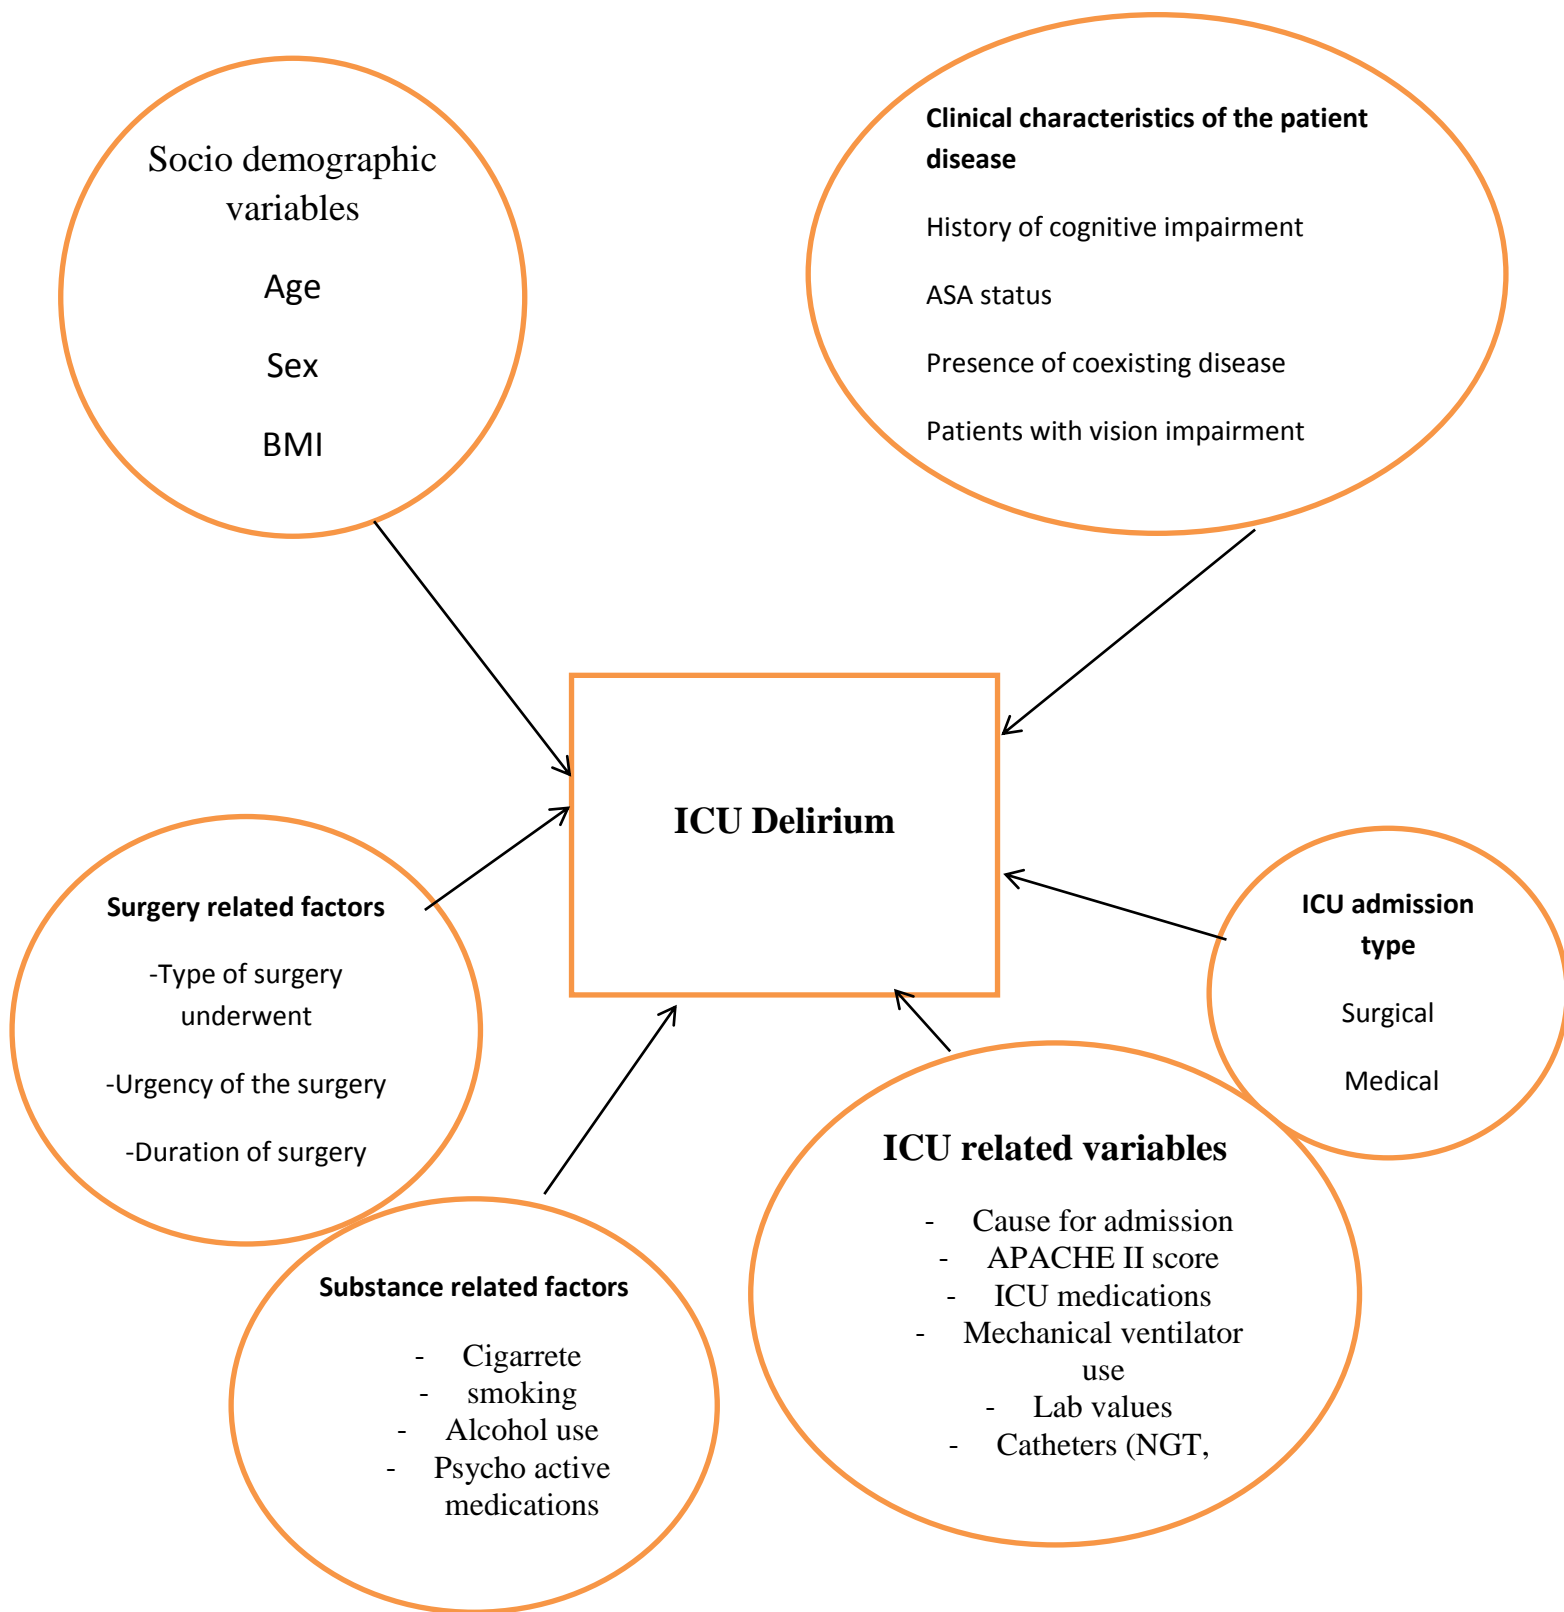 Socio demographic
variables
Age
Sex
BMI
Clinical characteristics of the patient
disease
History of cognitive impairment
ASA status
Presence of coexisting disease
Patients with vision impairment
ICU Delirium
Surgery related factors
-Type of surgery
underwent
-Urgency of the surgery
-Duration of surgery
ICU admission
type
Surgical
Medical
Substance related factors
- Cigarrete
- smoking
- Alcohol use
- Psycho active
medications
ICU related variables
- Cause for admission
- APACHE II score
- ICU medications
- Mechanical ventilator
use
- Lab values
- Catheters (NGT,